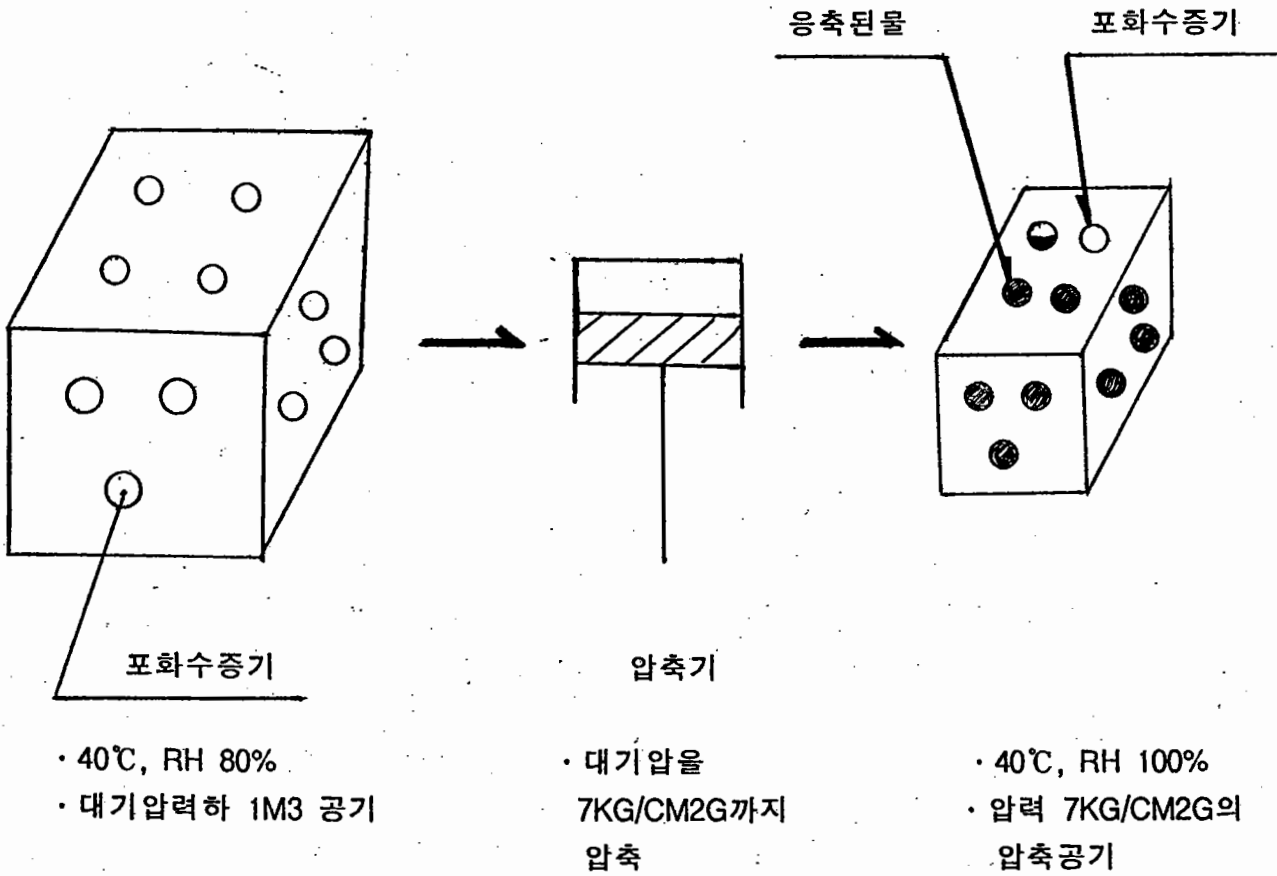 응축된물
포화수증기
포화수증기
압축기
· 40℃, RH 80%
· 대기압력하 1M3 공기
· 대기압을
7KG/CM2G까지
압축
· 40℃, RH 100%
· 압력 7KG/CM2G의
압축공기